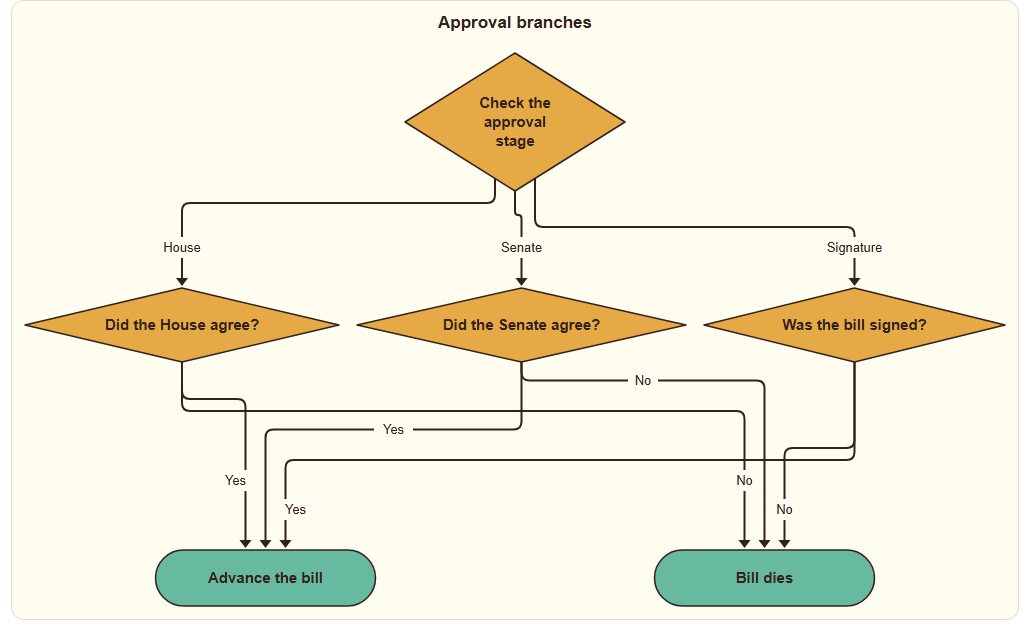 Approval branches
Check the
approval
stage
House
Senate
Signature
Did the House agree?
Did the Senate agree?
Was the bill signed?
No
Yes
Yes
No
Yes
No
Advance the bill
Bill dies